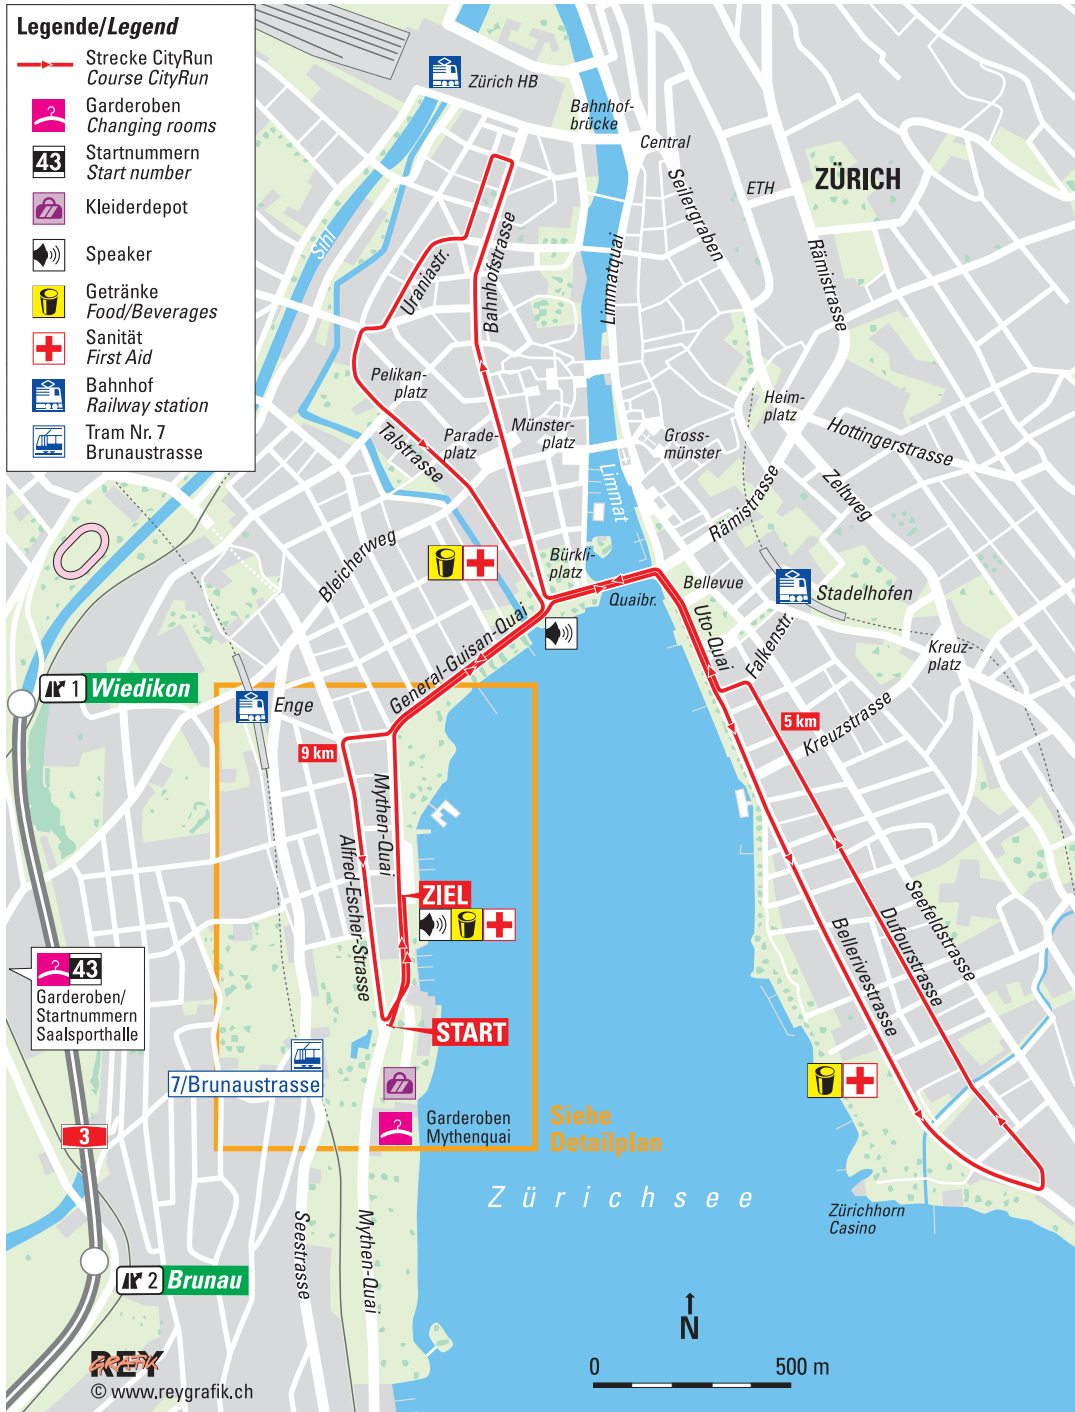 Legende/Legend
Strecke CityRun
Course CityRun
Garderoben
Changing rooms
43
Startnummern
Start number
Kleiderdepot
Speaker
Getränke
Food/Beverages
Sanität
First Aid
Bahnhof
Railway station
Tram Nr. 7
Brunaustrasse
Zürich HB
Bahnhof-
brücke
Central
ETH
ZÜRICH
Seilergraben
Rämistrasse
Sihl
Uraniastr.
Bahnhofstrasse
Limmatquai
Pelikan-
platz
Talstrasse
Parade-
platz
Münster-
platz
Gross-
münster
Heim-
platz
Hottingerstrasse
Zeltweg
Limmat
Rämistrasse
Bleicherweg
Bürkli-
platz
Quaibr.
Bellevue
Stadelhofen
Uto-Quai
Falkenstr.
Kreuz-
platz
Kreuzstrasse
General-Guisan-Quai
1 Wiedikon
Enge
9 km
5 km
Mythen-Quai
Alfred-Escher-Strasse
ZIEL
START
Seefeldstrasse
Dufourstrasse
Bellerivestrasse
43
Garderoben/
Startnummern
Saalsporthalle
7/Brunaustrasse
Garderoben
Mythenquai
Siehe
Detailplan
3
Zürichsee
Zürichhorn
Casino
Seestrasse
Mythen-Quai
2 Brunau
N
0 500 m
REY
GRAFIK
© www.reygrafik.ch